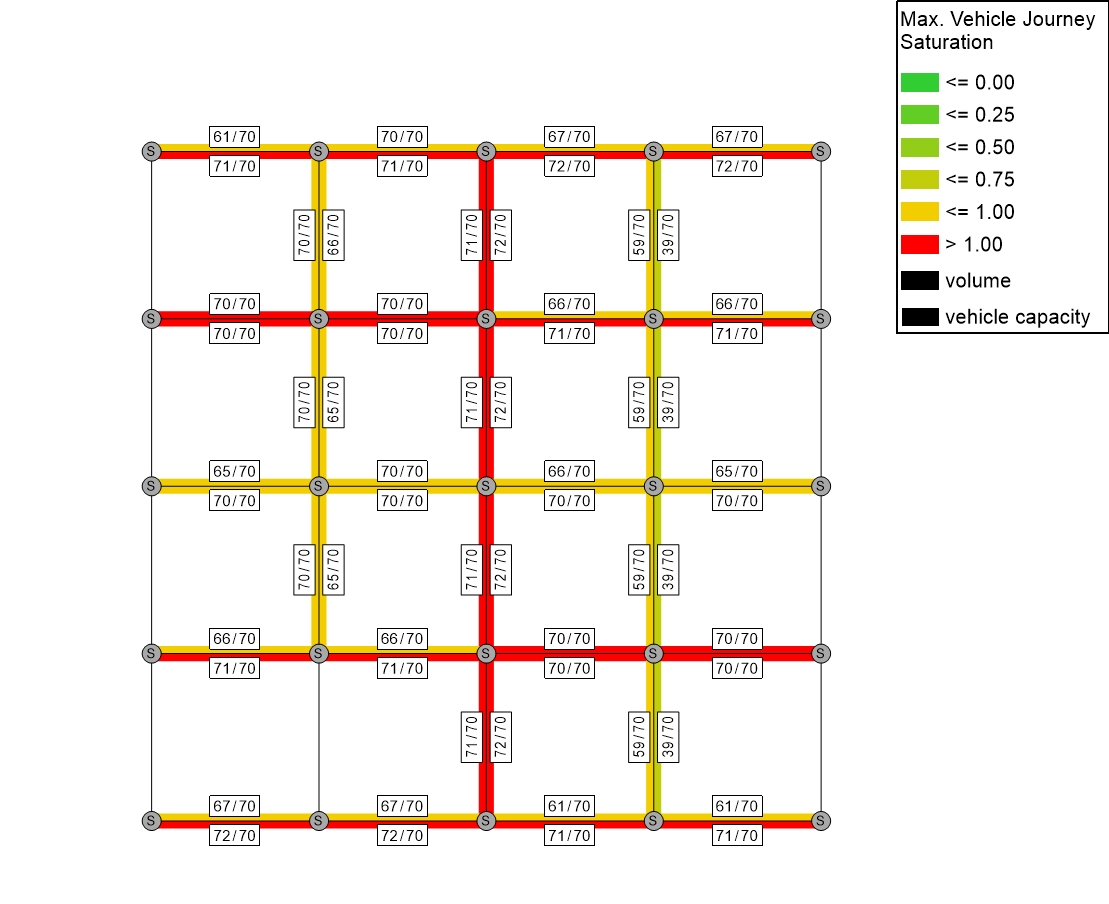 Max. Vehicle Journey
Saturation
<= 0.00
<= 0.25
<= 0.50
<= 0.75
<= 1.00
> 1.00
volume
vehicle capacity
61/70 70/70 67/70 67/70
S S S S S
71/70 71/70 72/70 72/70
70/70 66/70 71/70 72/70 59/70 39/70
70/70 70/70 66/70 66/70
S S S S S
70/70 70/70 71/70 71/70
70/70 65/70 71/70 72/70 59/70 39/70
65/70 70/70 66/70 65/70
S S S S S
70/70 70/70 70/70 70/70
70/70 65/70 71/70 72/70 59/70 39/70
66/70 66/70 70/70 70/70
S S S S S
71/70 71/70 70/70 70/70
71/70 72/70 59/70 39/70
67/70 67/70 61/70 61/70
S S S S S
72/70 72/70 71/70 71/70